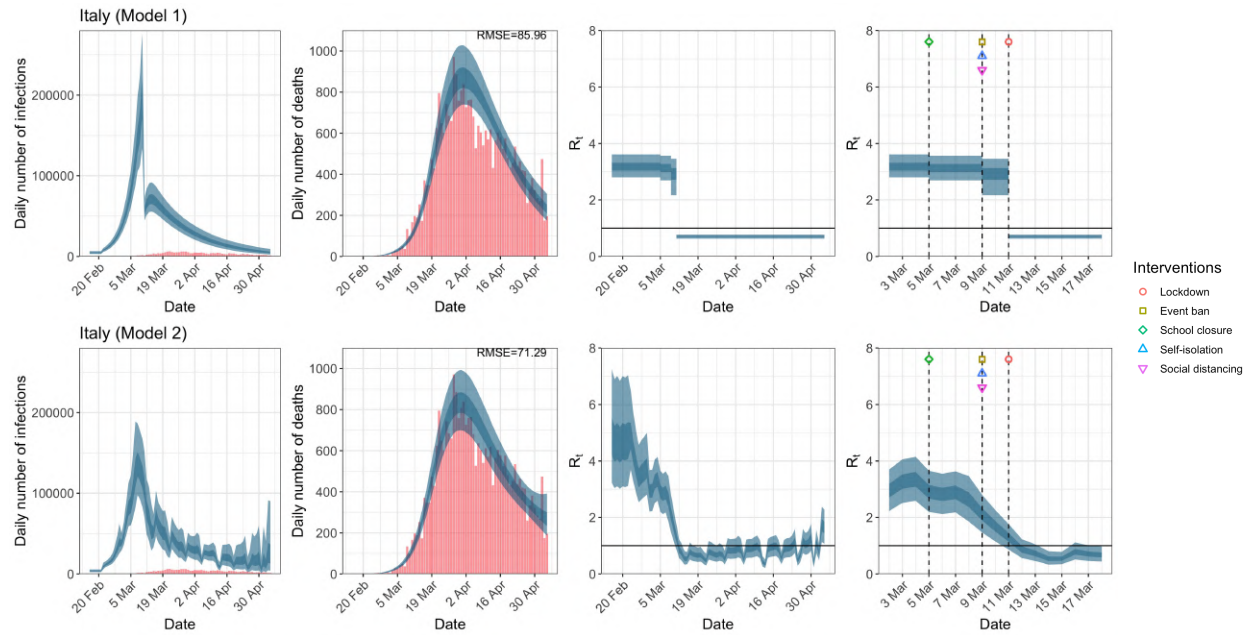 Italy (Model 1)
Daily number of infections
200000
100000
0
20 Feb
5 Mar
19 Mar
2 Apr
16 Apr
30 Apr
Date
Daily number of deaths
RMSE=85.96
1000
800
600
400
200
0
20 Feb
5 Mar
19 Mar
2 Apr
16 Apr
30 Apr
Date
Rt
8
6
4
2
0
20 Feb
5 Mar
19 Mar
2 Apr
16 Apr
30 Apr
Date
Rt
8
6
4
2
0
3 Mar
5 Mar
7 Mar
9 Mar
11 Mar
13 Mar
15 Mar
17 Mar
Date
Italy (Model 2)
Daily number of infections
200000
100000
0
20 Feb
5 Mar
19 Mar
2 Apr
16 Apr
30 Apr
Date
Daily number of deaths
RMSE=71.29
1000
800
600
400
200
0
20 Feb
5 Mar
19 Mar
2 Apr
16 Apr
30 Apr
Date
Rt
8
6
4
2
0
20 Feb
5 Mar
19 Mar
2 Apr
16 Apr
30 Apr
Date
Rt
8
6
4
2
0
3 Mar
5 Mar
7 Mar
9 Mar
11 Mar
13 Mar
15 Mar
17 Mar
Date
Interventions
Lockdown
Event ban
School closure
Self-isolation
Social distancing